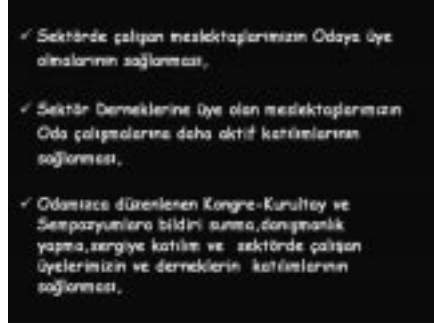 ✓ Sektörde çalışan meslektaşlarımızın Odaya üye
olmalarının sağlanması,
✓ Sektör Derneklerine üye olan meslektaşlarımızın
Oda çalışmalarına daha aktif katılımlarının
sağlanması,
✓ Odamızca düzenlenen Kongre-Kurultay ve
Sempozyumlara bildiri sunma,danışmanlık
yapma,sergiye katılım ve sektörde çalışan
üyelerimizin ve derneklerin katılımlarının
sağlanması,